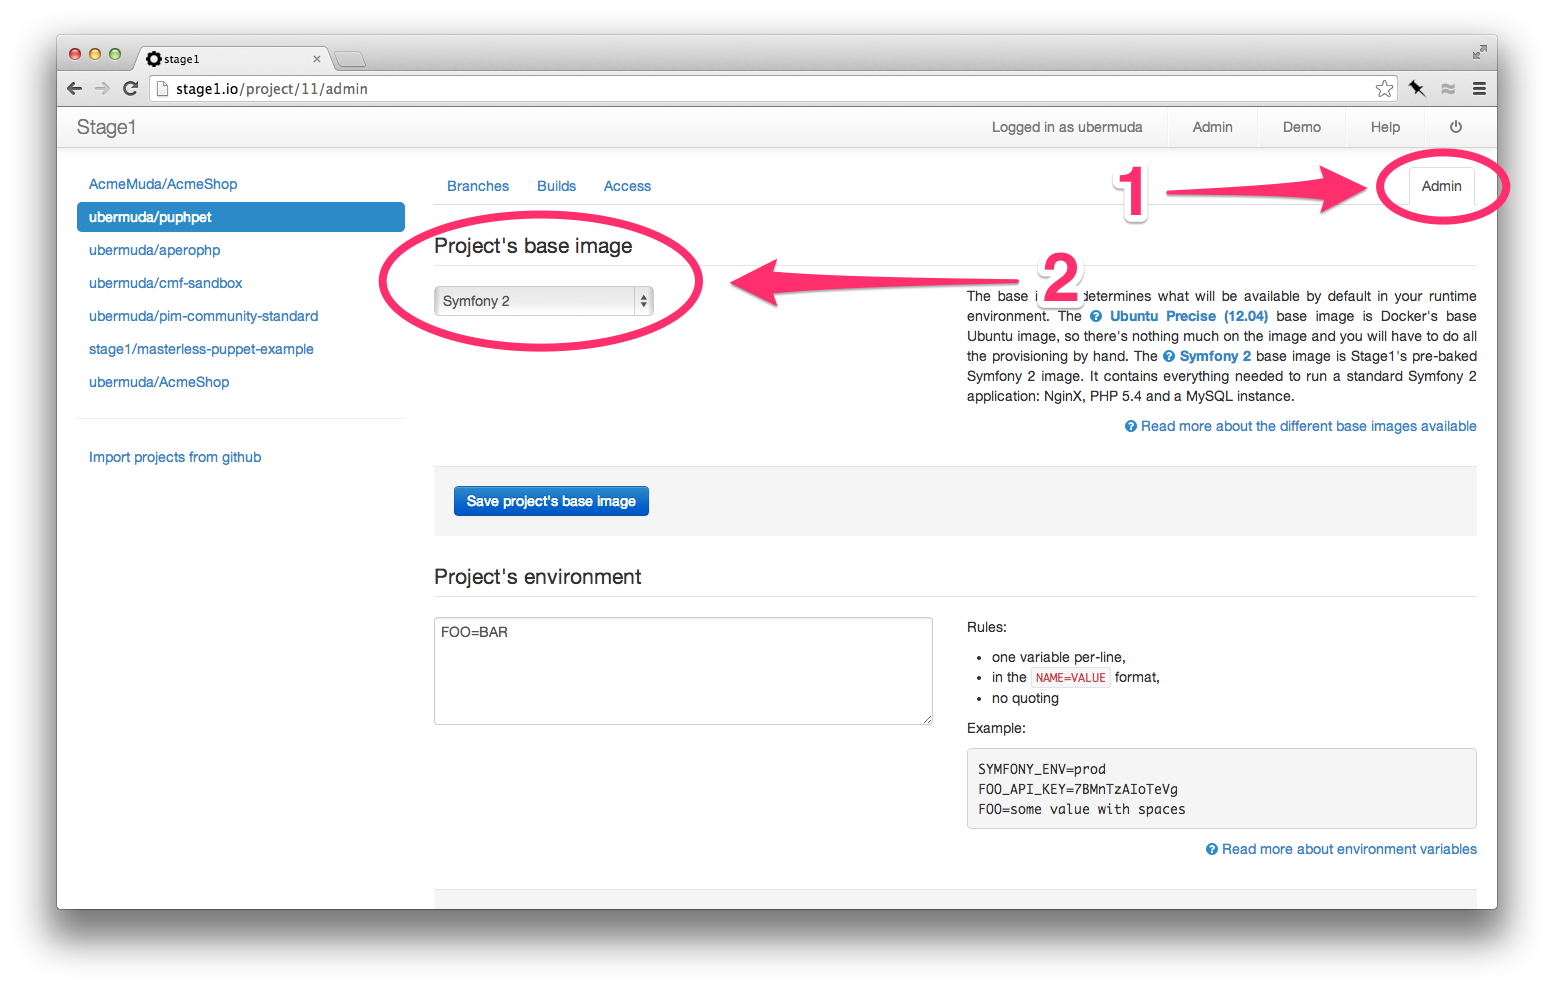 stage1
stage1.io/project/11/admin
Stage1
Logged in as ubermuda
Admin
Demo
Help
AcmeMuda/AcmeShop
ubermuda/puphpet
ubermuda/aperophp
ubermuda/cmf-sandbox
ubermuda/pim-community-standard
stage1/masterless-puppet-example
ubermuda/AcmeShop
Import projects from github
Branches
Builds
Access
1
Admin
Project's base image
Symfony 2
2
The base determines what will be available by default in your runtime
environment. The Ubuntu Precise (12.04) base image is Docker's base
Ubuntu image, so there's nothing much on the image and you will have to do all
the provisioning by hand. The Symfony 2 base image is Stage1's pre-baked
Symfony 2 image. It contains everything needed to run a standard Symfony 2
application: NginX, PHP 5.4 and a MySQL instance.
Read more about the different base images available
Save project's base image
Project's environment
FOO=BAR
Rules:
• one variable per-line,
• in the NAME=VALUE format,
• no quoting
Example:
SYMFONY_ENV=prod
FOO_API_KEY=7BMnTzAIoTeVg
FOO=some value with spaces
Read more about environment variables